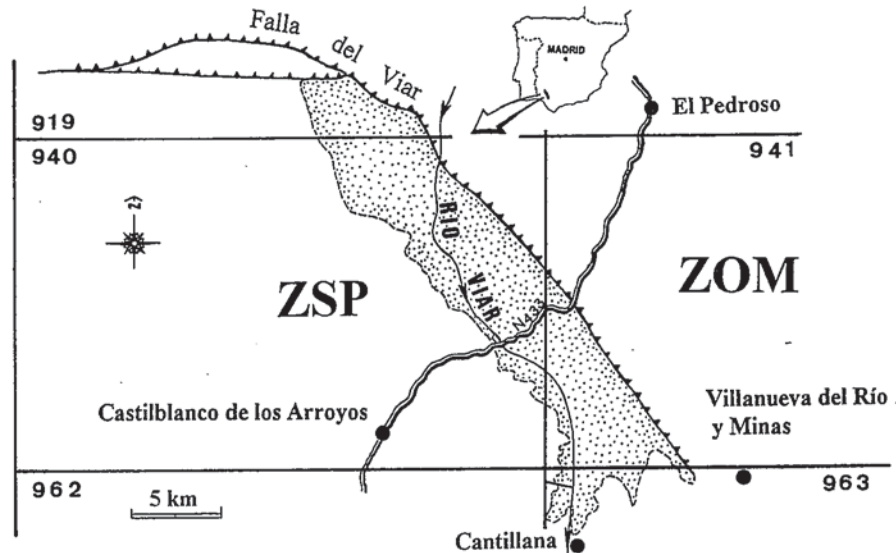 Falla
del
Viar
MADRID
El Pedroso
919
940
941
N
RIO
VIAR
ZSP
ZOM
Castilblanco de los Arroyos
Villanueva del Río
y Minas
962
963
5 km
Cantillana